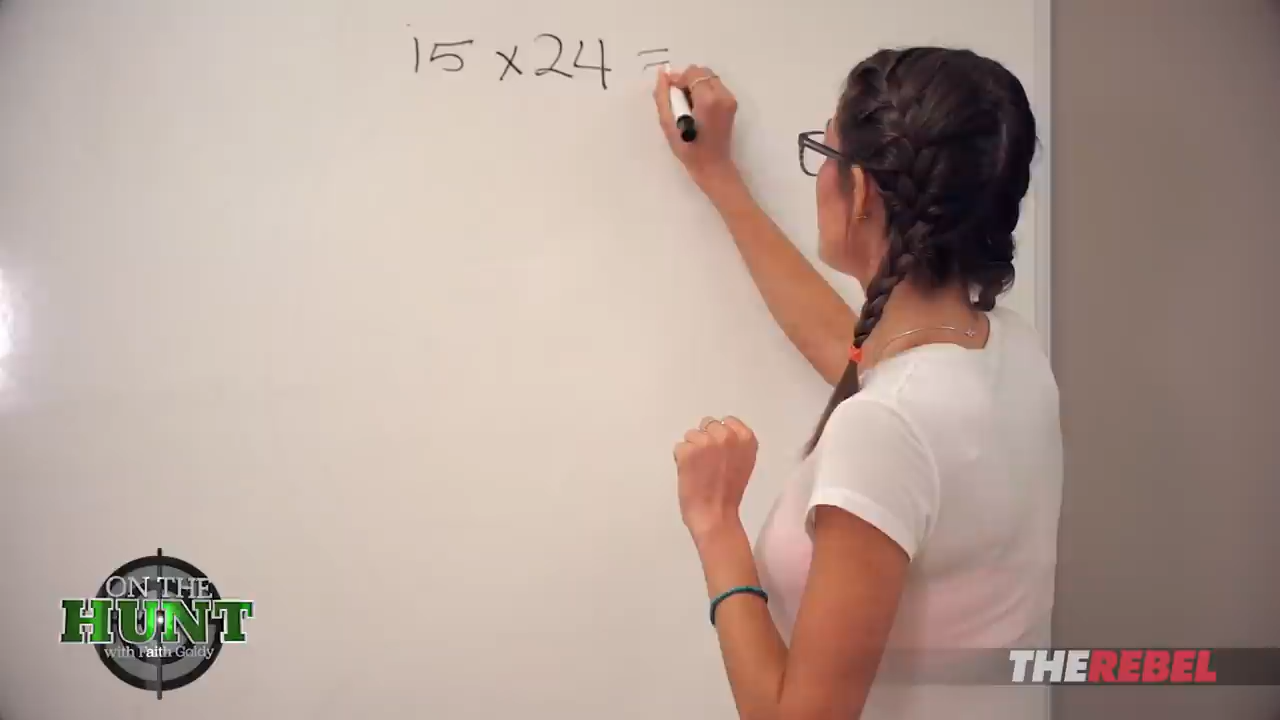 15 x 24 =
ON THE
HUNT
with Faith Goldy
THEREBEL